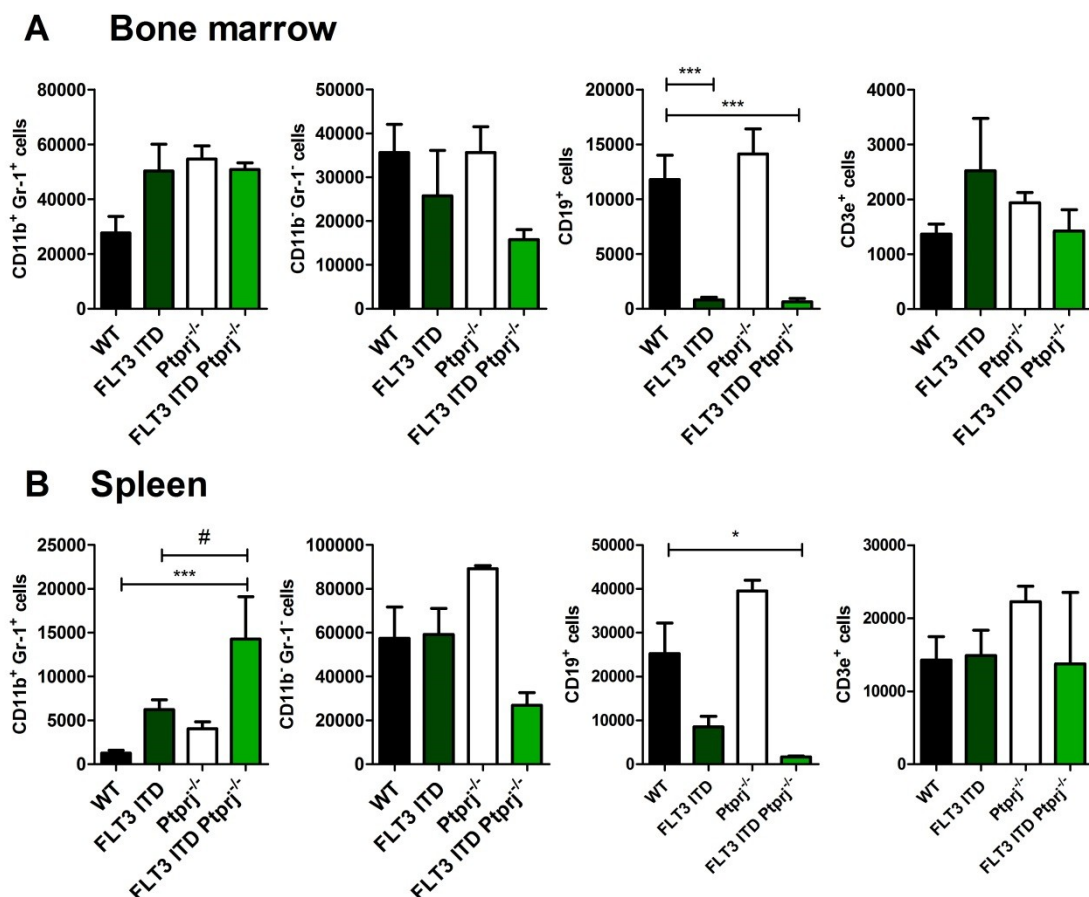 A Bone marrow
CD11b⁺ Gr-1⁺ cells
80000
60000
40000
20000
0
WT
FLT3 ITD
Ptprj⁻/⁻
FLT3 ITD Ptprj⁻/⁻
CD11b⁻ Gr-1⁻ cells
50000
40000
30000
20000
10000
0
WT
FLT3 ITD
Ptprj⁻/⁻
FLT3 ITD Ptprj⁻/⁻
CD19⁺ cells
20000
15000
10000
5000
0
***
***
WT
FLT3 ITD
Ptprj⁻/⁻
FLT3 ITD Ptprj⁻/⁻
CD3e⁺ cells
4000
3000
2000
1000
0
WT
FLT3 ITD
Ptprj⁻/⁻
FLT3 ITD Ptprj⁻/⁻
B Spleen
CD11b⁺ Gr-1⁺ cells
25000
20000
15000
10000
5000
0
#
***
WT
FLT3 ITD
Ptprj⁻/⁻
FLT3 ITD Ptprj⁻/⁻
CD11b⁻ Gr-1⁻ cells
100000
80000
60000
40000
20000
0
WT
FLT3 ITD
Ptprj⁻/⁻
FLT3 ITD Ptprj⁻/⁻
CD19⁺ cells
50000
40000
30000
20000
10000
0
*
WT
FLT3 ITD
Ptprj⁻/⁻
FLT3 ITD Ptprj⁻/⁻
CD3e⁺ cells
30000
20000
10000
0
WT
FLT3 ITD
Ptprj⁻/⁻
FLT3 ITD Ptprj⁻/⁻